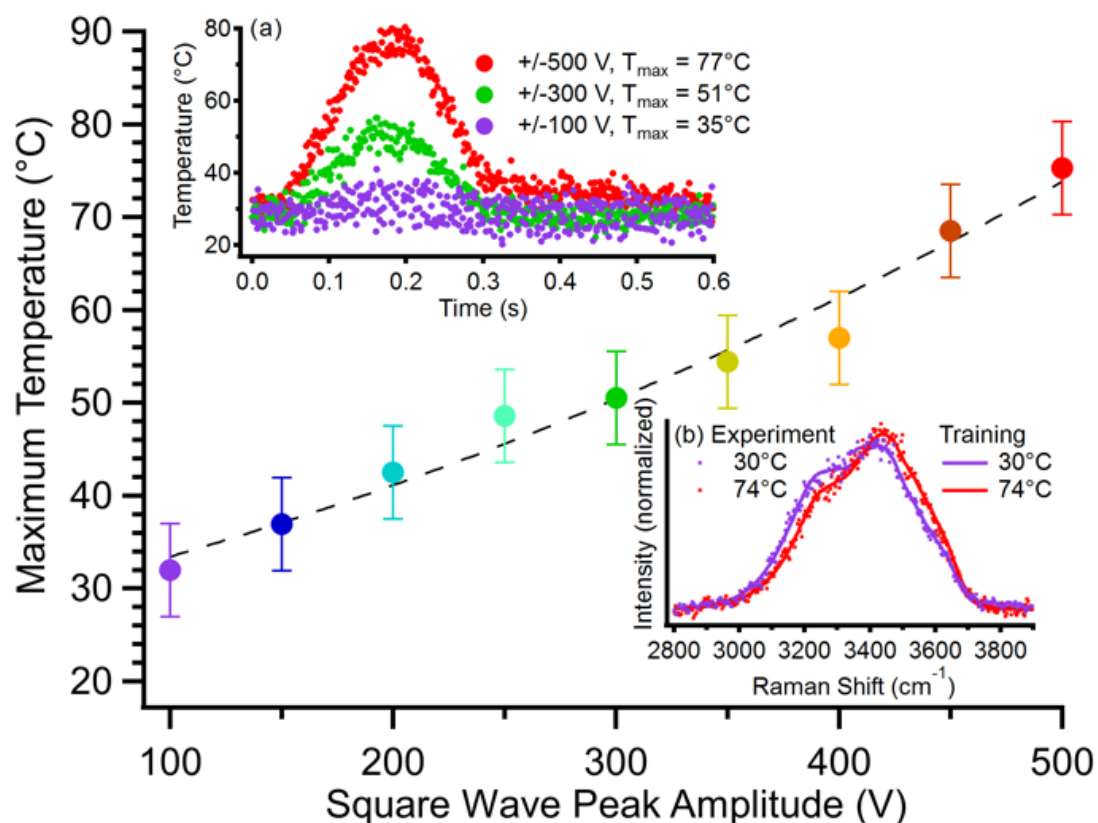 90
80
70
60
50
40
30
20
Maximum Temperature (°C)
100
200
300
400
500
Square Wave Peak Amplitude (V)
(a)
80
60
40
20
Temperature (°C)
+/-500 V, Tmax = 77°C
+/-300 V, Tmax = 51°C
+/-100 V, Tmax = 35°C
0.0 0.1 0.2 0.3 0.4 0.5 0.6
Time (s)
(b) Experiment Training
30°C 30°C
74°C 74°C
Intensity (normalized)
2800 3000 3200 3400 3600 3800
Raman Shift (cm⁻¹)